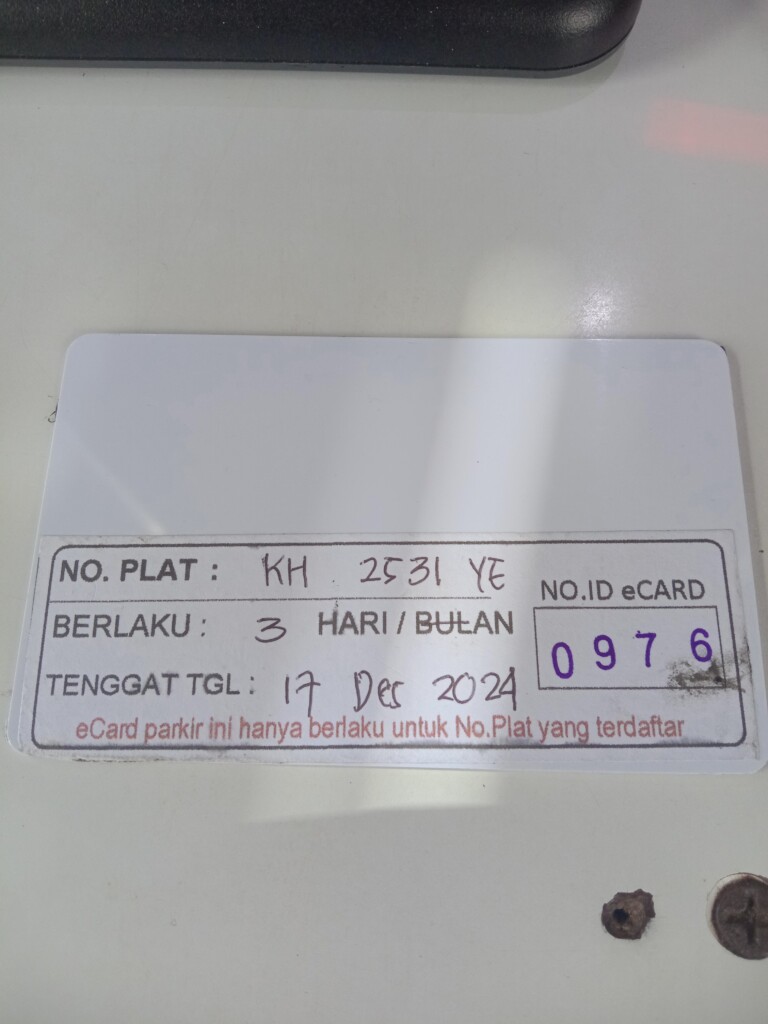 NO. PLAT : KH 2531 YE
NO.ID eCARD
BERLAKU : 3 HARI / BULAN
0976
TENGGAT TGL : 17 Des 2024
eCard parkir ini hanya berlaku untuk No.Plat yang terdaftar